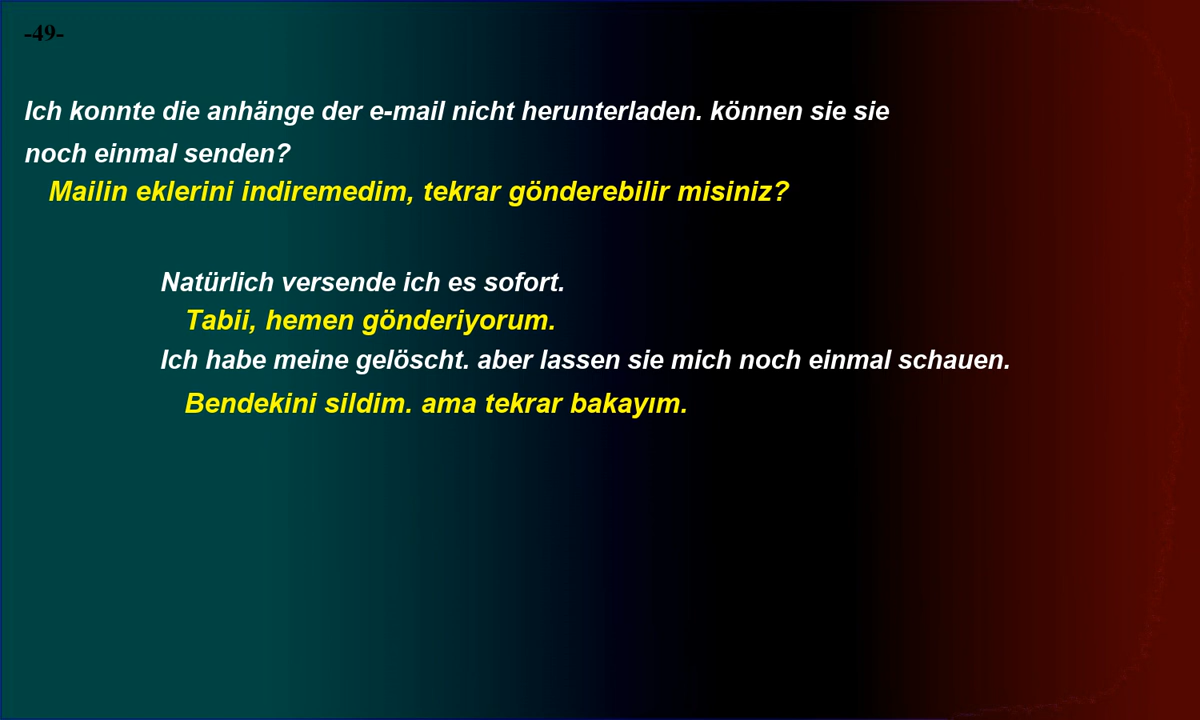 -49-
Ich konnte die anhänge der e-mail nicht herunterladen. können sie sie
noch einmal senden?
Mailin eklerini indiremedim, tekrar gönderebilir misiniz?
Natürlich versende ich es sofort.
Tabii, hemen gönderiyorum.
Ich habe meine gelöscht. aber lassen sie mich noch einmal schauen.
Bendekini sildim. ama tekrar bakayım.